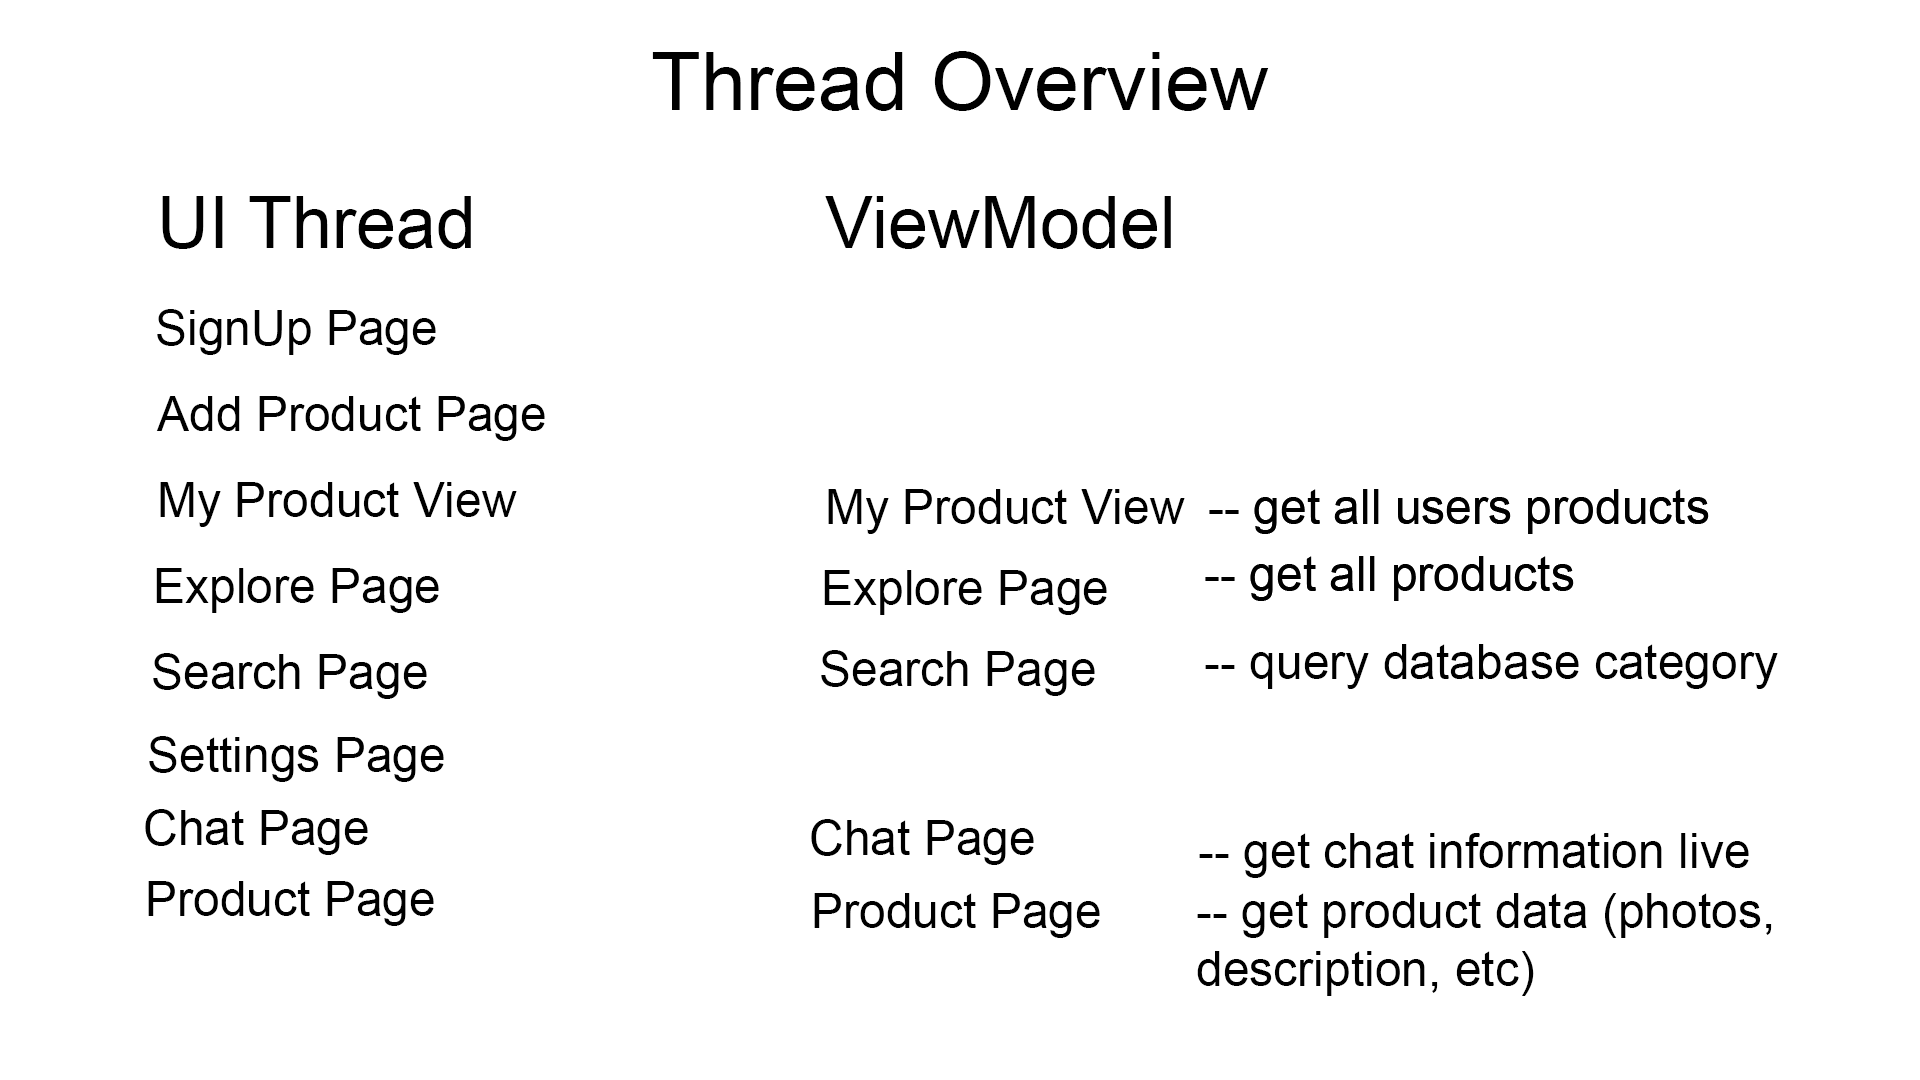 Thread Overview
UI Thread
ViewModel
SignUp Page
Add Product Page
My Product View
My Product View -- get all users products
Explore Page
Explore Page -- get all products
Search Page
Search Page -- query database category
Settings Page
Chat Page
Chat Page -- get chat information live
Product Page
Product Page -- get product data (photos,
description, etc)